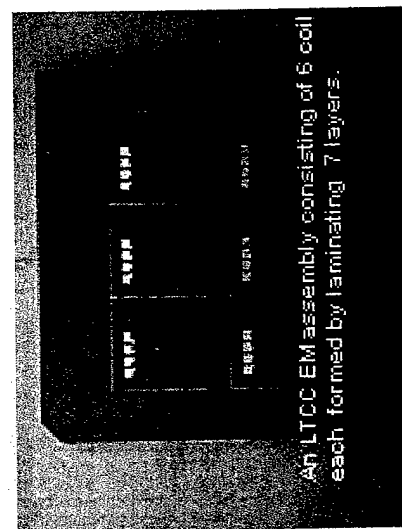 An LTCC EM assembly consisting of 6 coil
each formed by laminating 7 layers.